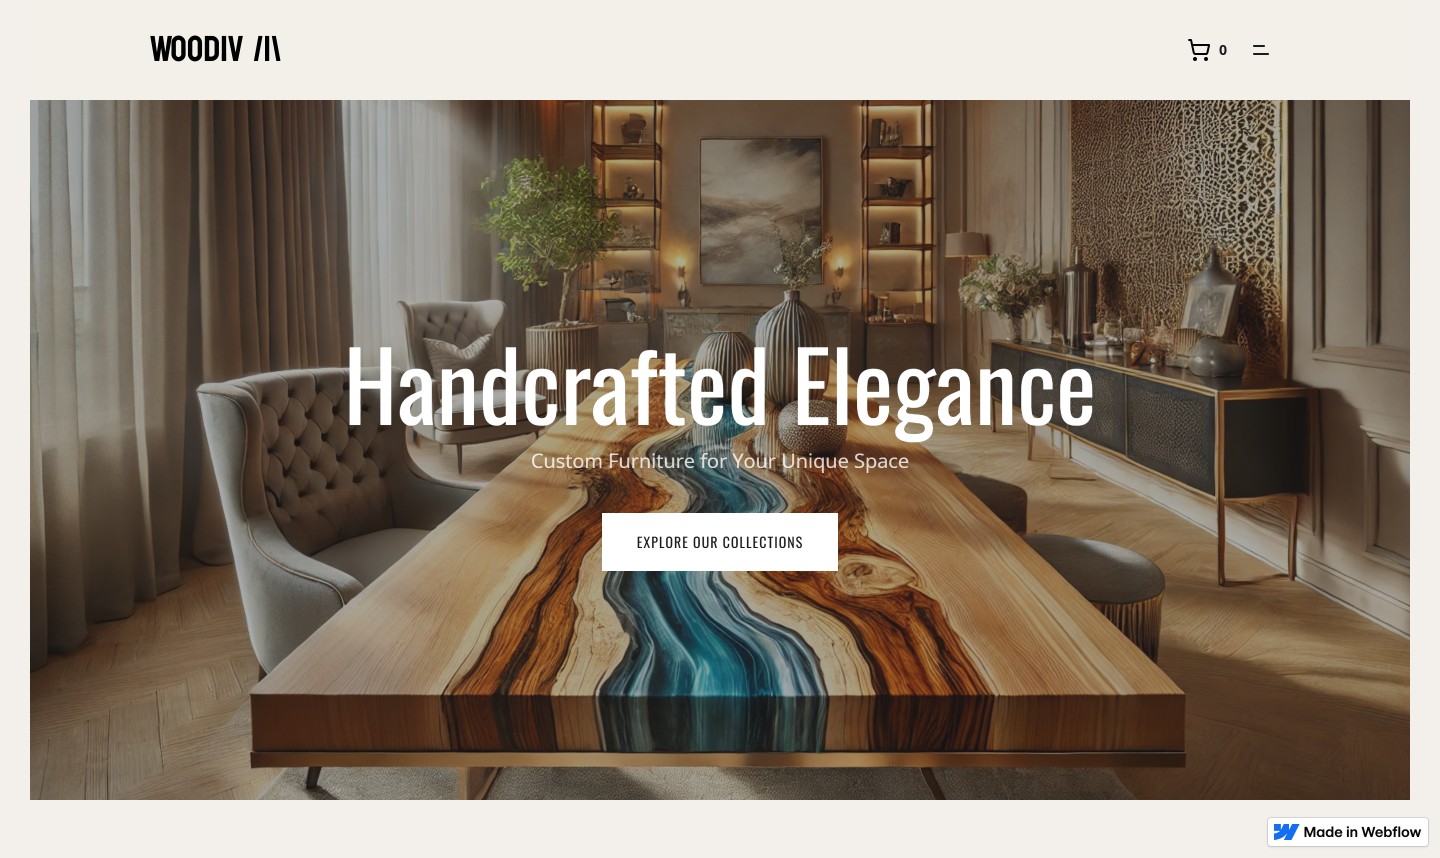 WOODIV
0
Handcrafted Elegance
Custom Furniture for Your Unique Space
EXPLORE OUR COLLECTIONS
Made in Webflow